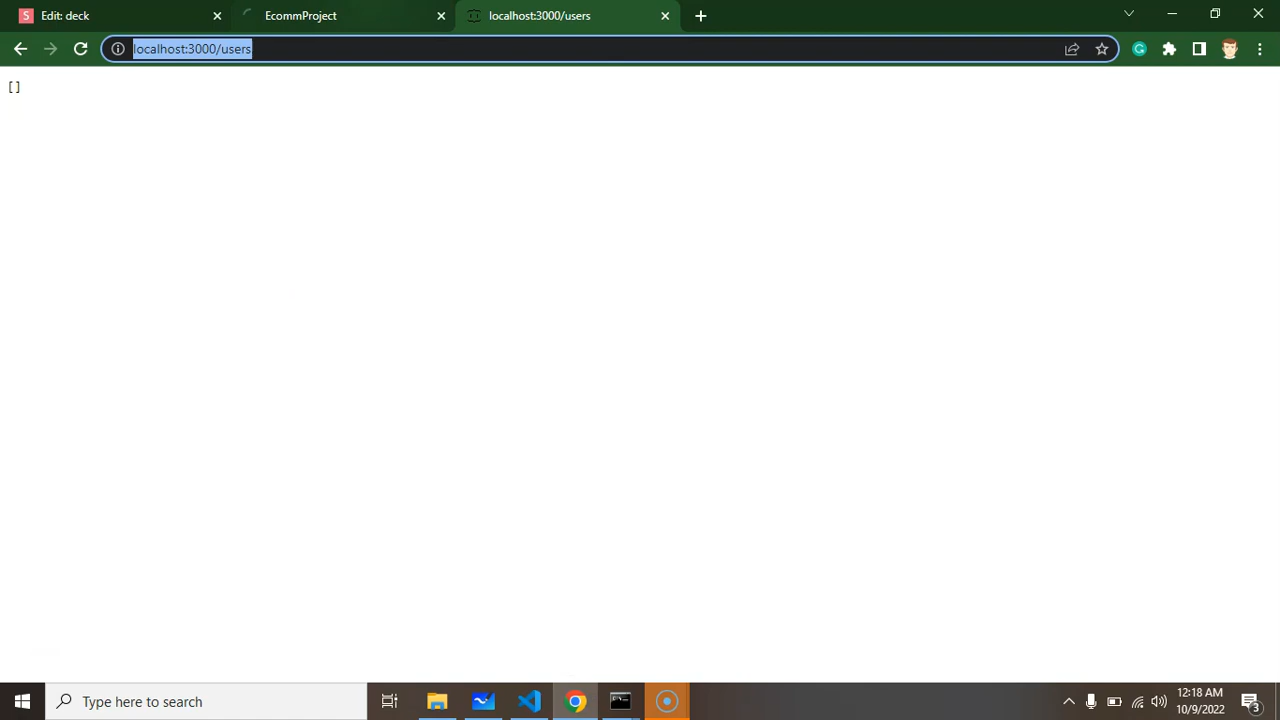 S Edit: deck
EcommProject
localhost:3000/users
localhost:3000/users
[]
Type here to search
12:18 AM
10/9/2022
3